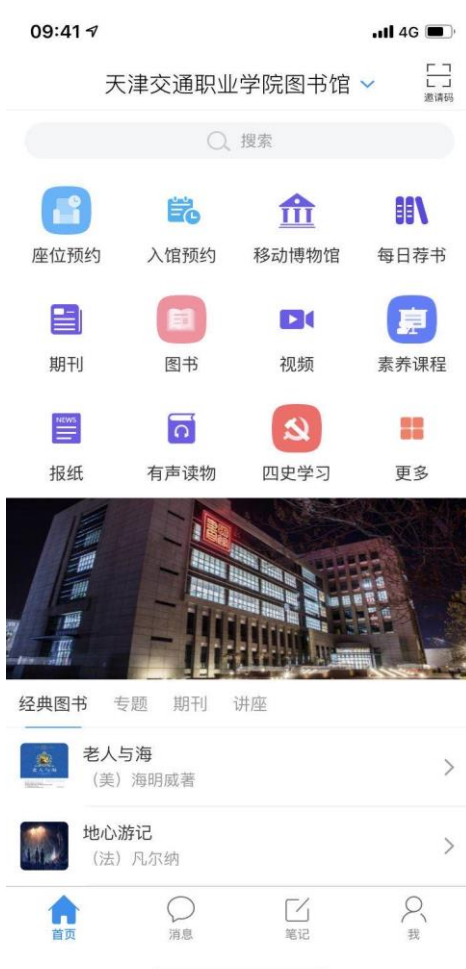 09:41
4G
天津交通职业学院图书馆
邀请码
搜索
座位预约 入馆预约 移动博物馆 每日荐书
期刊 图书 视频 素养课程
NEWS
报纸 有声读物 四史学习 更多
经典图书 专题 期刊 讲座
老人与海
（美）海明威著
地心游记
（法）凡尔纳
首页 消息 笔记 我